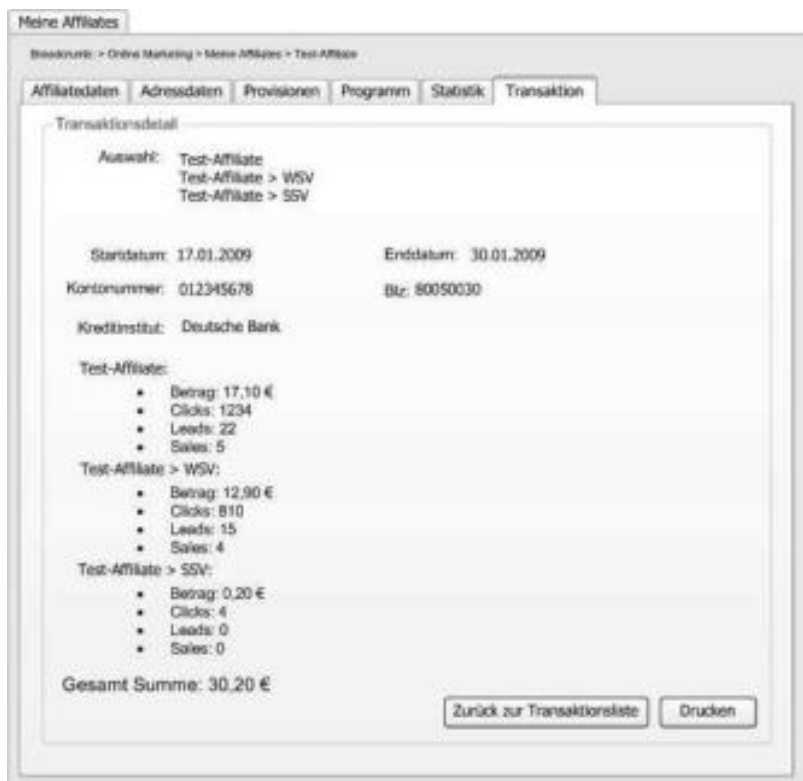 Meine Affiliates
Breadcrumb: > Online Marketing > Meine Affiliates > Test-Affiliate
Affiliatedaten Adressdaten Provisionen Programm Statistik Transaktion
Transaktionsdetail
Auswahl: Test-Affiliate
Test-Affiliate > WSV
Test-Affiliate > SSV
Startdatum: 17.01.2009 Enddatum: 30.01.2009
Kontonummer: 012345678 Blz: 80050030
Kreditinstitut: Deutsche Bank
Test-Affiliate:
• Betrag: 17,10 €
• Clicks: 1234
• Leads: 22
• Sales: 5
Test-Affiliate > WSV:
• Betrag: 12,90 €
• Clicks: 810
• Leads: 15
• Sales: 4
Test-Affiliate > SSV:
• Betrag: 0,20 €
• Clicks: 4
• Leads: 0
• Sales: 0
Gesamt Summe: 30,20 €
Zurück zur Transaktionsliste Drucken